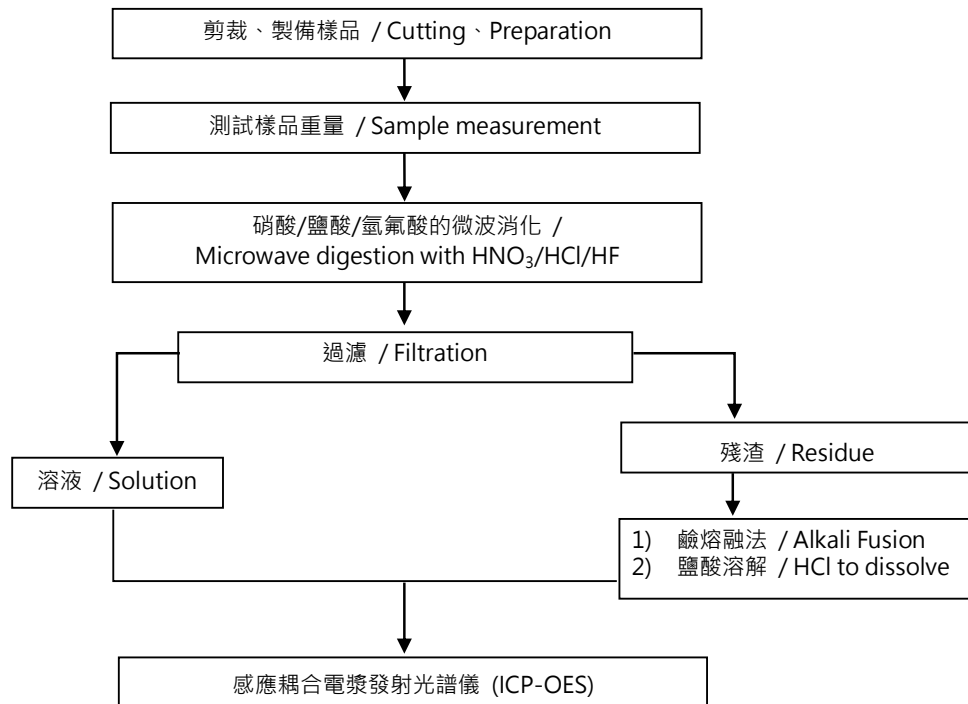 剪裁、製備樣品 / Cutting、Preparation
測試樣品重量 / Sample measurement
硝酸/鹽酸/氫氟酸的微波消化 /
Microwave digestion with HNO₃/HCl/HF
過濾 / Filtration
溶液 / Solution
殘渣 / Residue
1) 鹼熔融法 / Alkali Fusion
2) 鹽酸溶解 / HCl to dissolve
感應耦合電漿發射光譜儀 (ICP-OES)